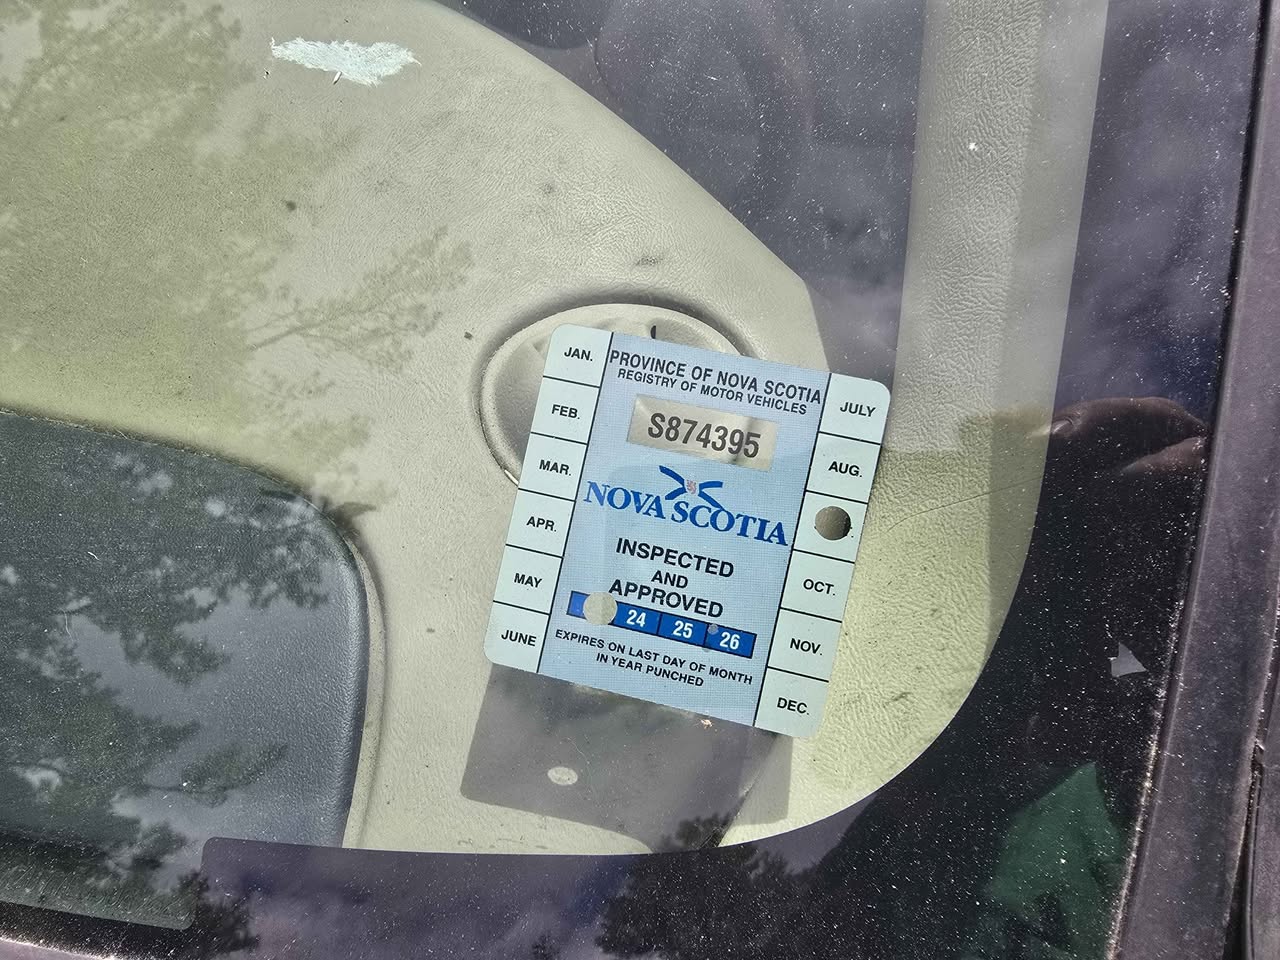 PROVINCE OF NOVA SCOTIA
REGISTRY OF MOTOR VEHICLES
S874395
NOVA SCOTIA
INSPECTED
AND
APPROVED
24 25 26
EXPIRES ON LAST DAY OF MONTH
IN YEAR PUNCHED
JAN.
FEB.
MAR.
APR.
MAY
JUNE
JULY
AUG.
OCT.
NOV.
DEC.